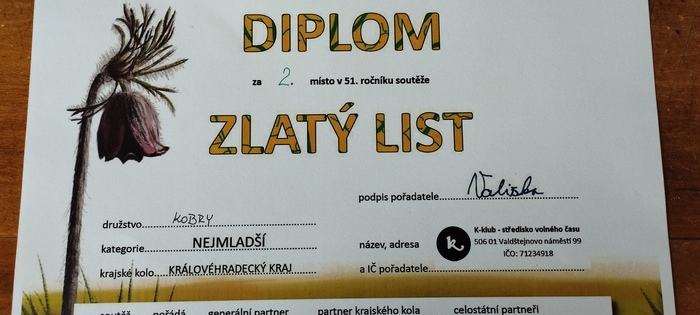 DIPLOM
za 2. místo v 51. ročníku soutěže
ZLATÝ LIST
podpis pořadatele
družstvo KOBRY
kategorie NEJMLADŠÍ
krajské kolo KRÁLOVÉHRADECKÝ KRAJ
název, adresa
a IČ pořadatele
k
K-klub - středisko volného času
506 01 Valdštejnovo náměstí 99
IČO: 71234918
soutěž pořádá generální partner partner krajského kola celostátní partneři